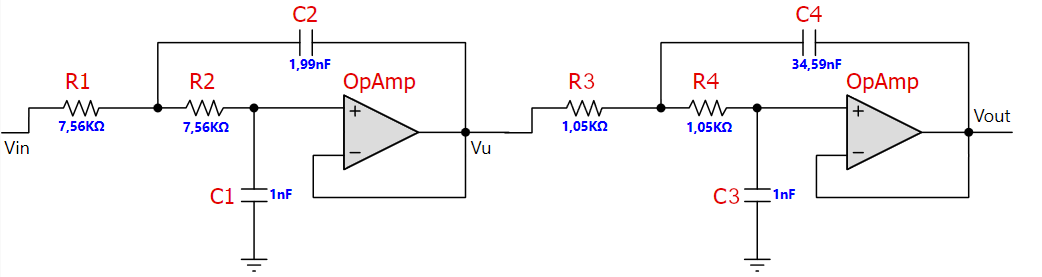 C2
C4
1,99nF
34,59nF
R1
R2
OpAmp
R3
R4
OpAmp
7,56KΩ
7,56KΩ
1,05KΩ
1,05KΩ
+
+
Vin
Vu
Vout
−
−
C1
1nF
C3
1nF